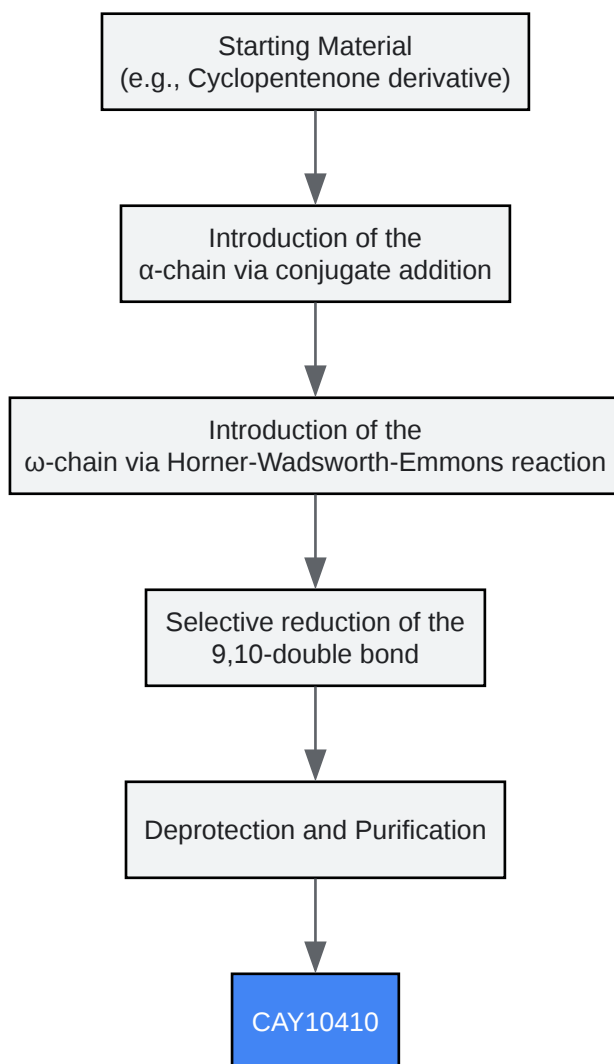 Starting Material
(e.g., Cyclopentenone derivative)
Introduction of the
α-chain via conjugate addition
Introduction of the
ω-chain via Horner-Wadsworth-Emmons reaction
Selective reduction of the
9,10-double bond
Deprotection and Purification
CAY10410